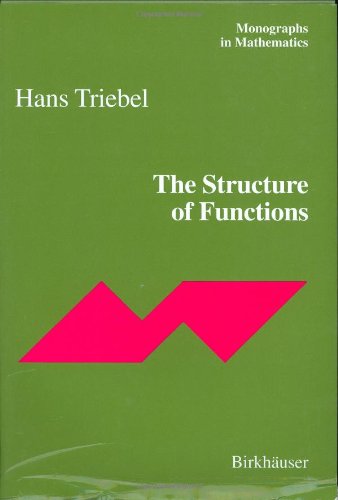 Monographs
in Mathematics
Hans Triebel
The Structure
of Functions
Birkhäuser